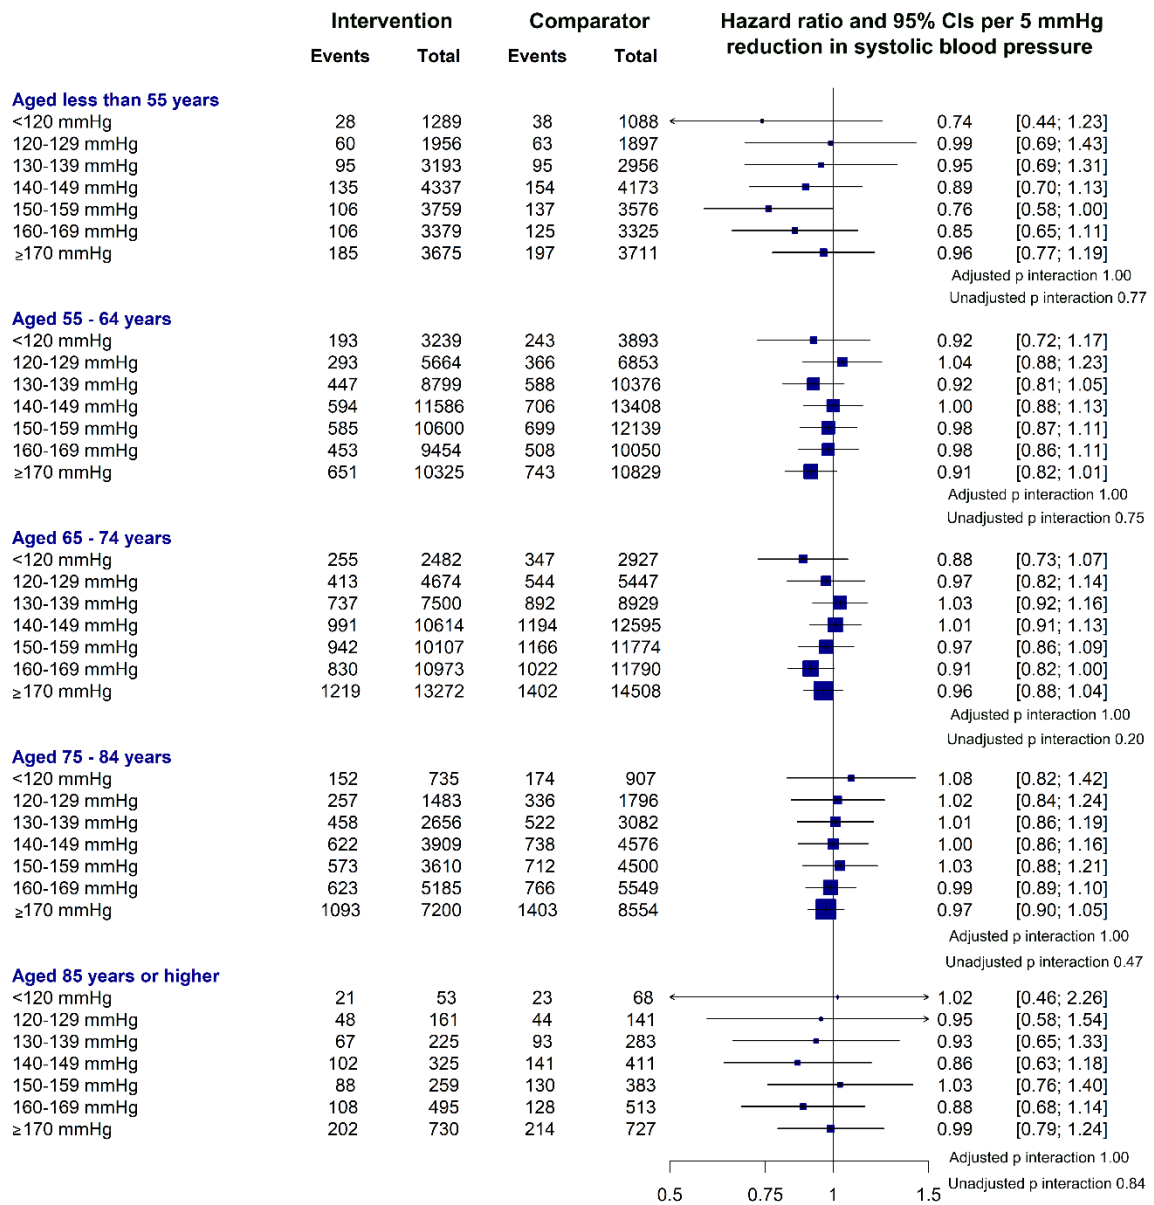 Intervention Comparator Hazard ratio and 95% CIs per 5 mmHg
reduction in systolic blood pressure
Events Total Events Total
Aged less than 55 years
<120 mmHg 28 1289 38 1088 0.74 [0.44; 1.23]
120-129 mmHg 60 1956 63 1897 0.99 [0.69; 1.43]
130-139 mmHg 95 3193 95 2956 0.95 [0.69; 1.31]
140-149 mmHg 135 4337 154 4173 0.89 [0.70; 1.13]
150-159 mmHg 106 3759 137 3576 0.76 [0.58; 1.00]
160-169 mmHg 106 3379 125 3325 0.85 [0.65; 1.11]
≥170 mmHg 185 3675 197 3711 0.96 [0.77; 1.19]
Adjusted p interaction 1.00
Unadjusted p interaction 0.77
Aged 55 - 64 years
<120 mmHg 193 3239 243 3893 0.92 [0.72; 1.17]
120-129 mmHg 293 5664 366 6853 1.04 [0.88; 1.23]
130-139 mmHg 447 8799 588 10376 0.92 [0.81; 1.05]
140-149 mmHg 594 11586 706 13408 1.00 [0.88; 1.13]
150-159 mmHg 585 10600 699 12139 0.98 [0.87; 1.11]
160-169 mmHg 453 9454 508 10050 0.98 [0.86; 1.11]
≥170 mmHg 651 10325 743 10829 0.91 [0.82; 1.01]
Adjusted p interaction 1.00
Unadjusted p interaction 0.75
Aged 65 - 74 years
<120 mmHg 255 2482 347 2927 0.88 [0.73; 1.07]
120-129 mmHg 413 4674 544 5447 0.97 [0.82; 1.14]
130-139 mmHg 737 7500 892 8929 1.03 [0.92; 1.16]
140-149 mmHg 991 10614 1194 12595 1.01 [0.91; 1.13]
150-159 mmHg 942 10107 1166 11774 0.97 [0.86; 1.09]
160-169 mmHg 830 10973 1022 11790 0.91 [0.82; 1.00]
≥170 mmHg 1219 13272 1402 14508 0.96 [0.88; 1.04]
Adjusted p interaction 1.00
Unadjusted p interaction 0.20
Aged 75 - 84 years
<120 mmHg 152 735 174 907 1.08 [0.82; 1.42]
120-129 mmHg 257 1483 336 1796 1.02 [0.84; 1.24]
130-139 mmHg 458 2656 522 3082 1.01 [0.86; 1.19]
140-149 mmHg 622 3909 738 4576 1.00 [0.86; 1.16]
150-159 mmHg 573 3610 712 4500 1.03 [0.88; 1.21]
160-169 mmHg 623 5185 766 5549 0.99 [0.89; 1.10]
≥170 mmHg 1093 7200 1403 8554 0.97 [0.90; 1.05]
Adjusted p interaction 1.00
Unadjusted p interaction 0.47
Aged 85 years or higher
<120 mmHg 21 53 23 68 1.02 [0.46; 2.26]
120-129 mmHg 48 161 44 141 0.95 [0.58; 1.54]
130-139 mmHg 67 225 93 283 0.93 [0.65; 1.33]
140-149 mmHg 102 325 141 411 0.86 [0.63; 1.18]
150-159 mmHg 88 259 130 383 1.03 [0.76; 1.40]
160-169 mmHg 108 495 128 513 0.88 [0.68; 1.14]
≥170 mmHg 202 730 214 727 0.99 [0.79; 1.24]
Adjusted p interaction 1.00
Unadjusted p interaction 0.84
0.5 0.75 1 1.5